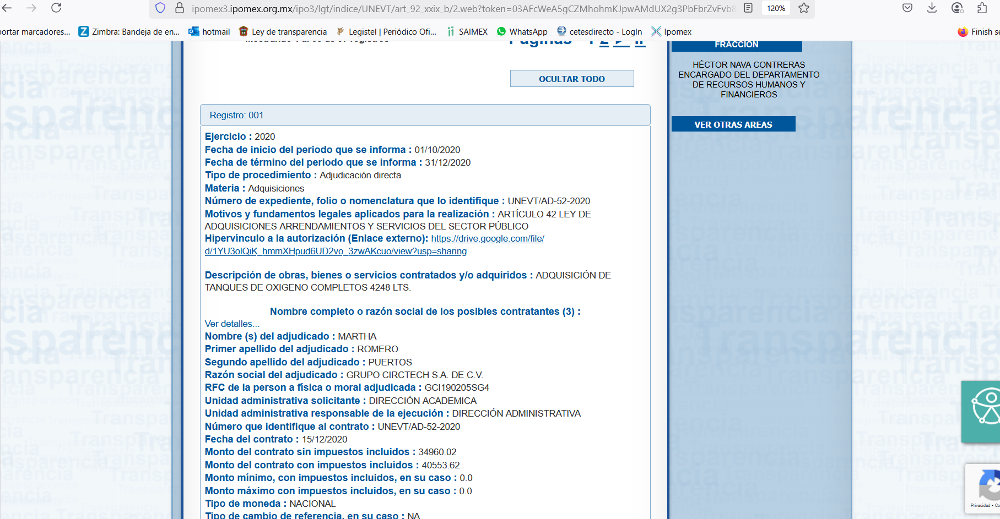 ipomex3.ipomex.org.mx/ipo3/lgt/indice/UNEVT/art_92_xxix_b/2.web?token=03AFcWeA5gCZMhohmKJpwAMdUX2g3PbFbrZvFvb8
120%
ortar marcadores...
Zimbra: Bandeja de en...
hotmail
Ley de transparencia
Legistel | Periódico Ofi...
SAIMEX
WhatsApp
cetesdirecto - LogIn
Ipomex
Finish se
Páginas 1 2
OCULTAR TODO
Registro: 001
Ejercicio : 2020
Fecha de inicio del periodo que se informa : 01/10/2020
Fecha de término del periodo que se informa : 31/12/2020
Tipo de procedimiento : Adjudicación directa
Materia : Adquisiciones
Número de expediente, folio o nomenclatura que lo identifique : UNEVT/AD-52-2020
Motivos y fundamentos legales aplicados para la realización : ARTÍCULO 42 LEY DE
ADQUISICIONES ARRENDAMIENTOS Y SERVICIOS DEL SECTOR PÚBLICO
Hipervínculo a la autorización (Enlace externo): https://drive.google.com/file/
d/1YU3olQiK_hmmXHpud6UD2vo_3zwAKcuo/view?usp=sharing
Descripción de obras, bienes o servicios contratados y/o adquiridos : ADQUISICIÓN DE
TANQUES DE OXIGENO COMPLETOS 4248 LTS.
Nombre completo o razón social de los posibles contratantes (3) :
Ver detalles...
Nombre (s) del adjudicado : MARTHA
Primer apellido del adjudicado : ROMERO
Segundo apellido del adjudicado : PUERTOS
Razón social del adjudicado : GRUPO CIRCTECH S.A. DE C.V.
RFC de la person a física o moral adjudicada : GCI190205SG4
Unidad administrativa solicitante : DIRECCIÓN ACADEMICA
Unidad administrativa responsable de la ejecución : DIRECCIÓN ADMINISTRATIVA
Número que identifique al contrato : UNEVT/AD-52-2020
Fecha del contrato : 15/12/2020
Monto del contrato sin impuestos incluidos : 34960.02
Monto del contrato con impuestos incluidos : 40553.62
Monto mínimo, con impuestos incluidos, en su caso : 0.0
Monto máximo con impuestos incluidos, en su caso : 0.0
Tipo de moneda : NACIONAL
Tipo de cambio de referencia, en su caso : NA
FRACCIÓN
HÉCTOR NAVA CONTRERAS
ENCARGADO DEL DEPARTAMENTO
DE RECURSOS HUMANOS Y
FINANCIEROS
VER OTRAS AREAS
Privacidad - Co